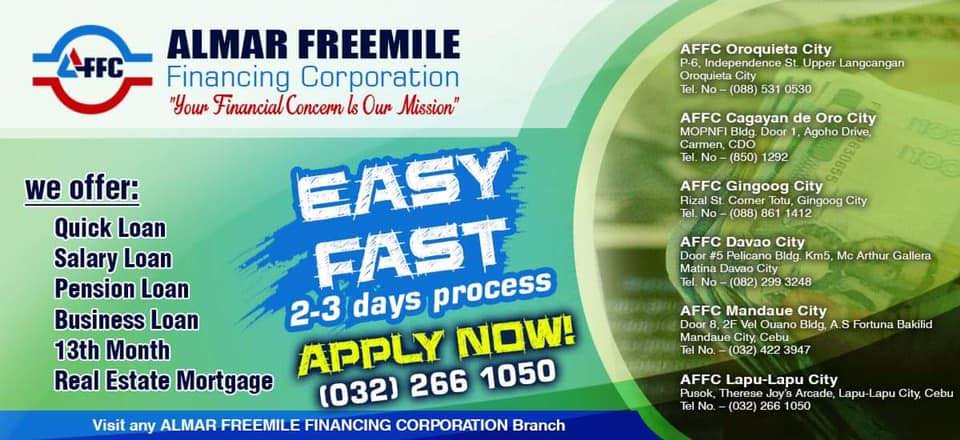 AFFC
ALMAR FREEMILE
Financing Corporation
"Your Financial Concern Is Our Mission"
we offer:
Quick Loan
Salary Loan
Pension Loan
Business Loan
13th Month
Real Estate Mortgage
EASY
FAST
2-3 days process
APPLY NOW!
(032) 266 1050
AFFC Oroquieta City
P-6, Independence St. Upper Langcangan
Oroquieta City
Tel. No – (088) 531 0530
AFFC Cagayan de Oro City
MOPNFI Bldg. Door 1, Agoho Drive,
Carmen, CDO
Tel. No – (850) 1292
AFFC Gingoog City
Rizal St. Corner Totu, Gingoog City
Tel. No – (088) 861 1412
AFFC Davao City
Door #5 Pelicano Bldg. Km5, Mc Arthur Gallera
Matina Davao City
Tel. No – (082) 299 3248
AFFC Mandaue City
Door 8, 2F Vel Ouano Bldg, A.S Fortuna Bakilid
Mandaue City, Cebu
Tel No. – (032) 422 3947
AFFC Lapu-Lapu City
Pusok, Therese Joy's Arcade, Lapu-Lapu City, Cebu
Tel No. – (032) 266 1050
Visit any ALMAR FREEMILE FINANCING CORPORATION Branch